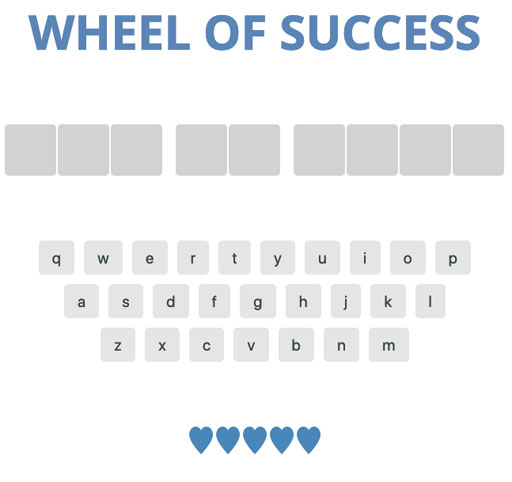 WHEEL OF SUCCESS
q w e r t y u i o p
a s d f g h j k l
z x c v b n m